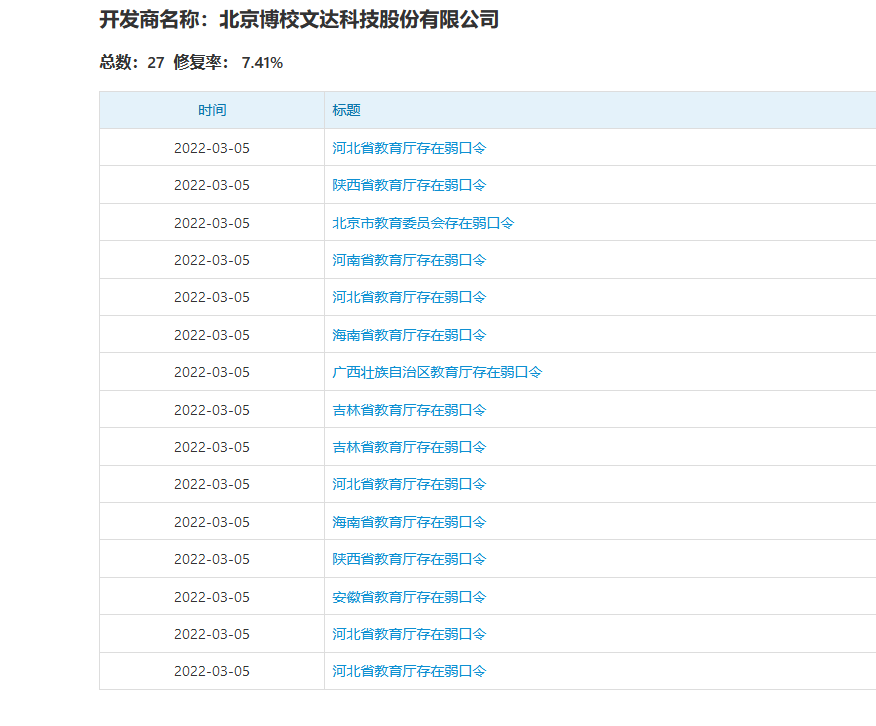 开发商名称：北京博校文达科技股份有限公司
总数：27 修复率： 7.41%
时间 标题
2022-03-05 河北省教育厅存在弱口令
2022-03-05 陕西省教育厅存在弱口令
2022-03-05 北京市教育委员会存在弱口令
2022-03-05 河南省教育厅存在弱口令
2022-03-05 河北省教育厅存在弱口令
2022-03-05 海南省教育厅存在弱口令
2022-03-05 广西壮族自治区教育厅存在弱口令
2022-03-05 吉林省教育厅存在弱口令
2022-03-05 吉林省教育厅存在弱口令
2022-03-05 河北省教育厅存在弱口令
2022-03-05 海南省教育厅存在弱口令
2022-03-05 陕西省教育厅存在弱口令
2022-03-05 安徽省教育厅存在弱口令
2022-03-05 河北省教育厅存在弱口令
2022-03-05 河北省教育厅存在弱口令